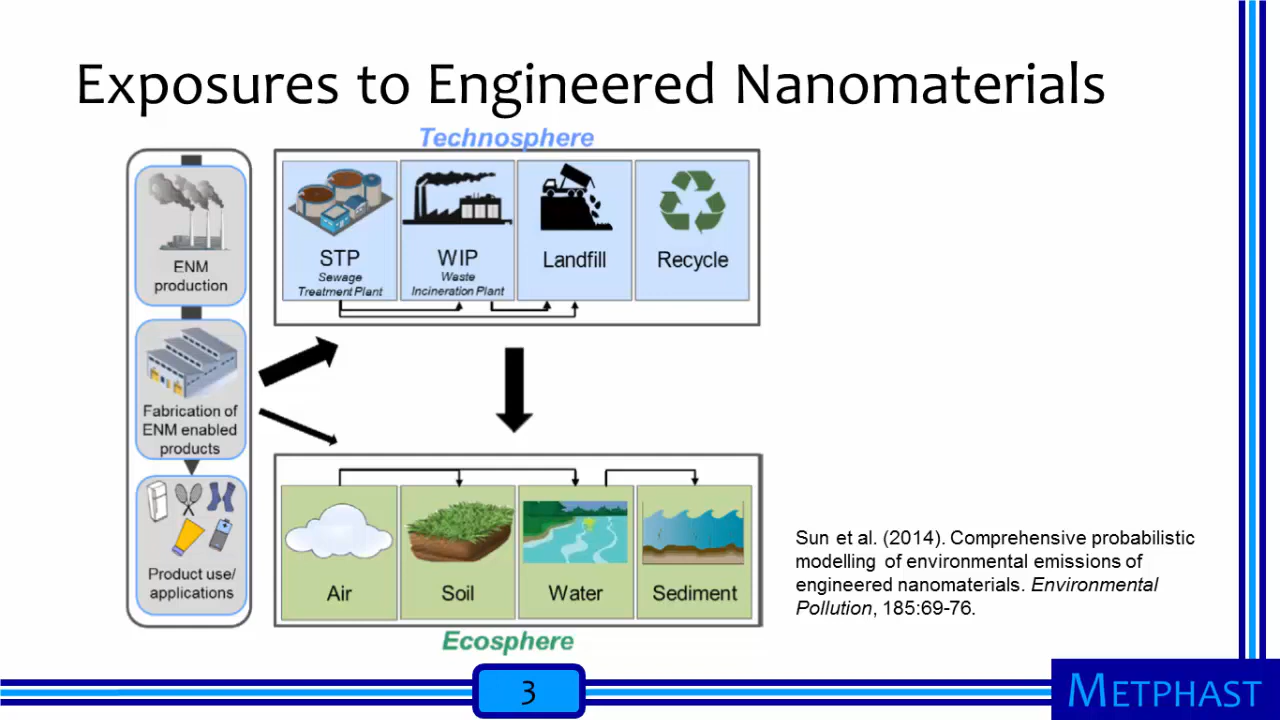 Exposures to Engineered Nanomaterials
Technosphere
ENM
production
Fabrication of
ENM enabled
products
Product use/
applications
STP
Sewage
Treatment Plant
WIP
Waste
Incineration Plant
Landfill
Recycle
Air
Soil
Water
Sediment
Ecosphere
Sun et al. (2014). Comprehensive probabilistic
modelling of environmental emissions of
engineered nanomaterials. Environmental
Pollution, 185:69-76.
3
METPHAST